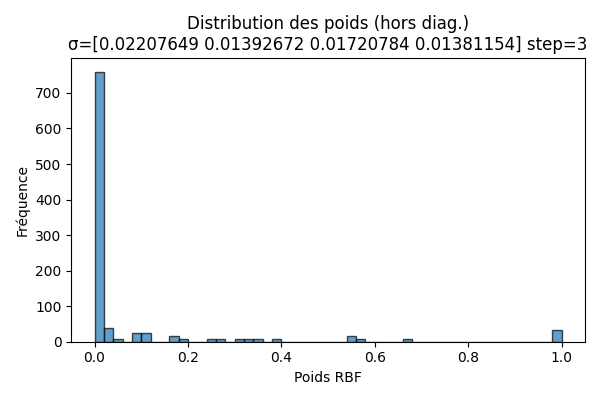 Distribution des poids (hors diag.)
σ=[0.02207649 0.01392672 0.01720784 0.01381154] step=3
Fréquence
700
600
500
400
300
200
100
0
0.0 0.2 0.4 0.6 0.8 1.0
Poids RBF